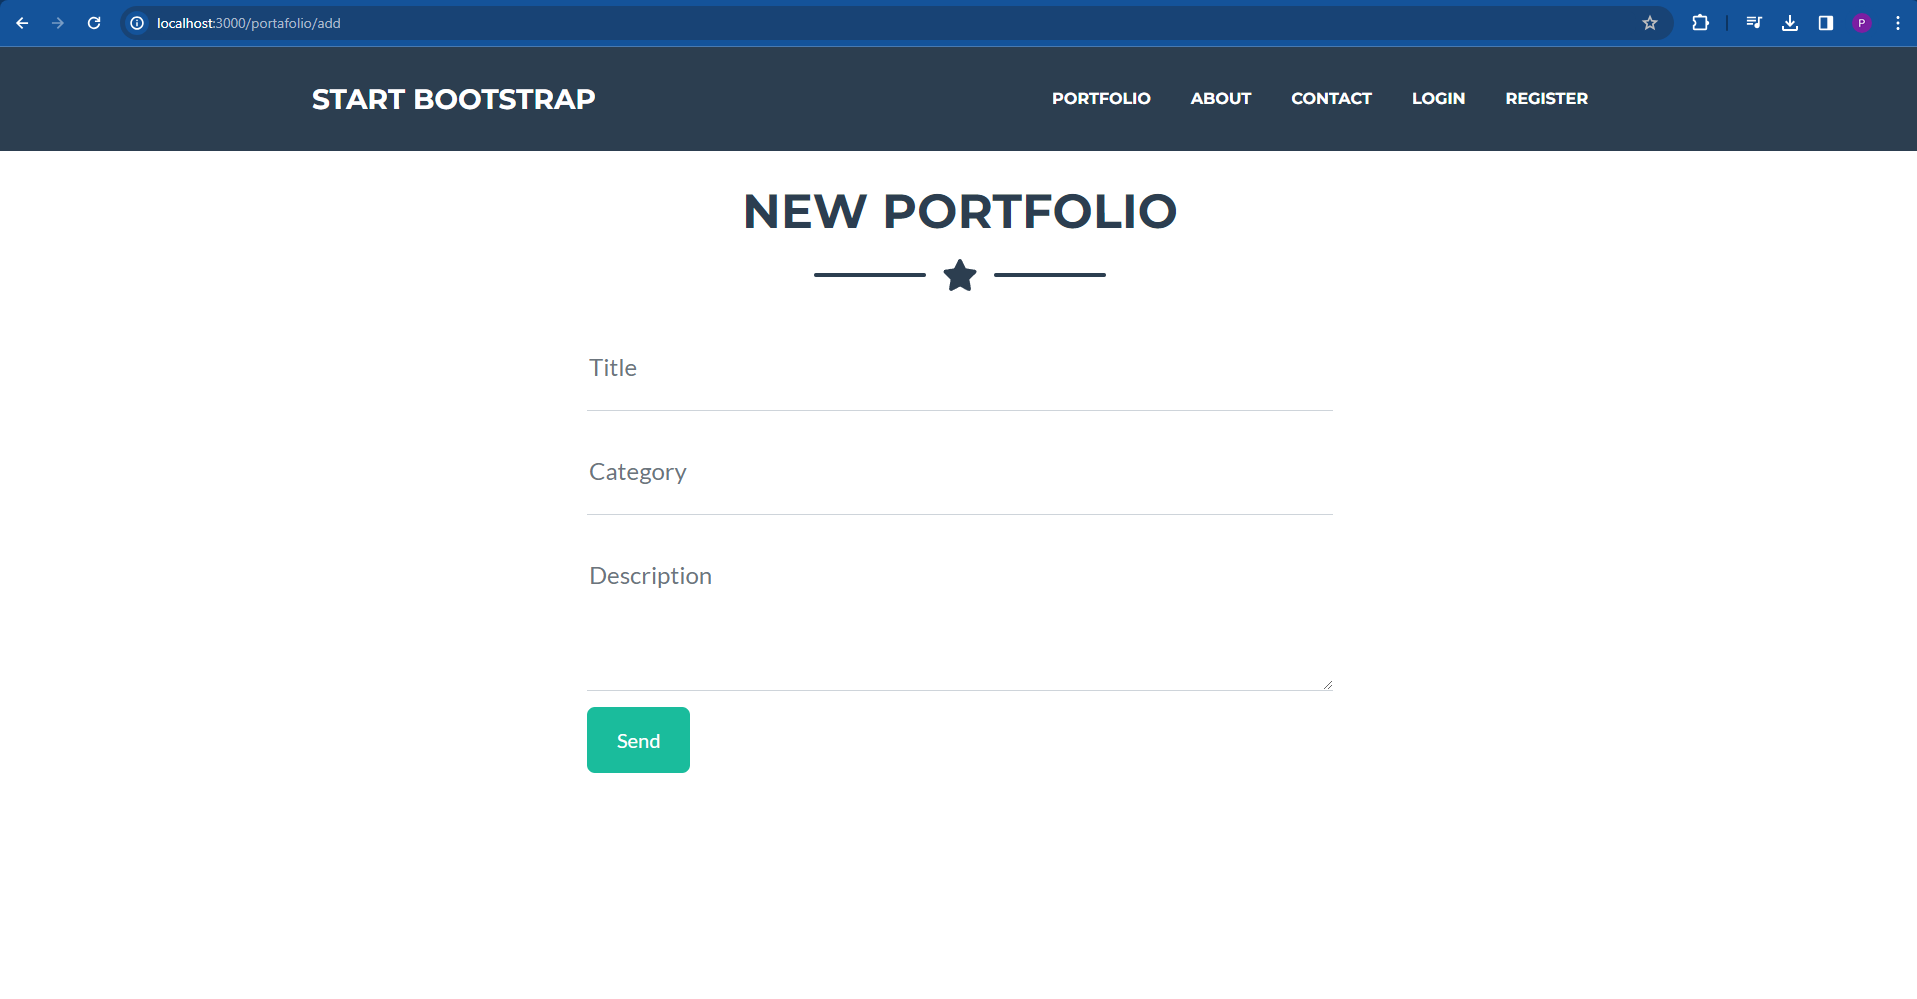 localhost:3000/portafolio/add
P
START BOOTSTRAP PORTFOLIO ABOUT CONTACT LOGIN REGISTER
NEW PORTFOLIO
Title
Category
Description
Send